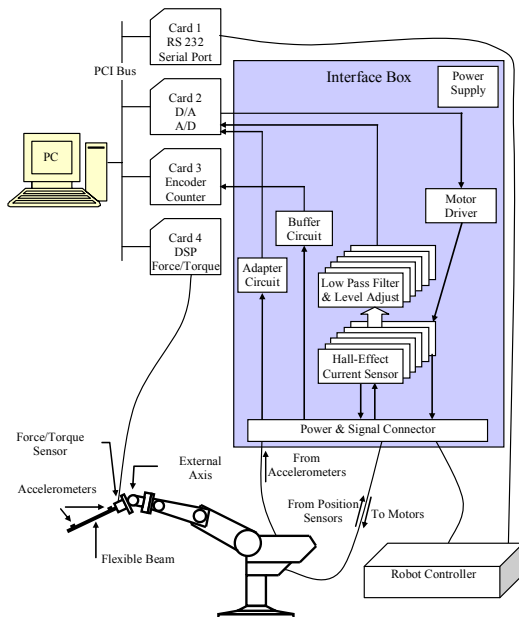 Card 1
RS 232
Serial Port
PCI Bus
Interface Box
Power
Supply
Card 2
D/A
A/D
PC
Card 3
Encoder
Counter
Motor
Driver
Buffer
Circuit
Card 4
DSP
Force/Torque
Adapter
Circuit
Low Pass Filter
& Level Adjust
Hall-Effect
Current Sensor
Power & Signal Connector
Force/Torque
Sensor
External
Axis
From
Accelerometers
Accelerometers
From Position
Sensors
To Motors
Flexible Beam
Robot Controller